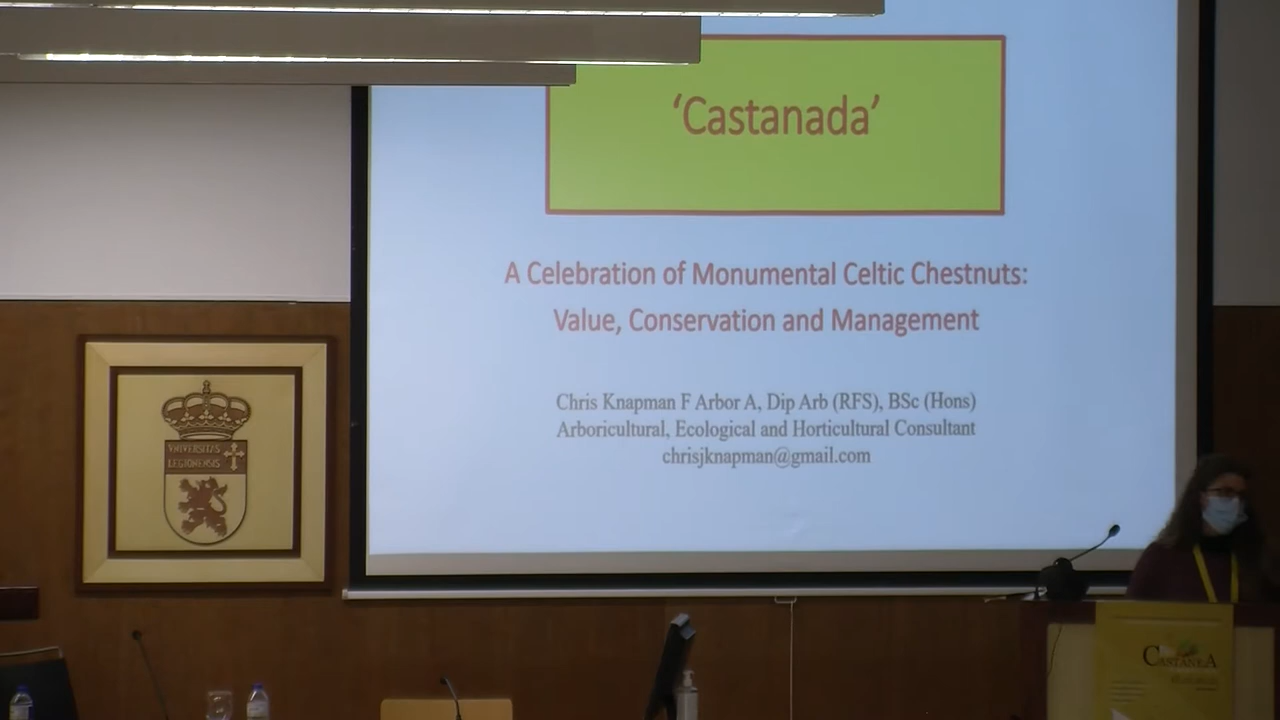 ‘Castanada’
A Celebration of Monumental Celtic Chestnuts:
Value, Conservation and Management
Chris Knapman F Arbor A, Dip Arb (RFS), BSc (Hons)
Arboricultural, Ecological and Horticultural Consultant
chrisjknapman@gmail.com
VNIVERSITAS
LEGIONENSIS
CASTANEA